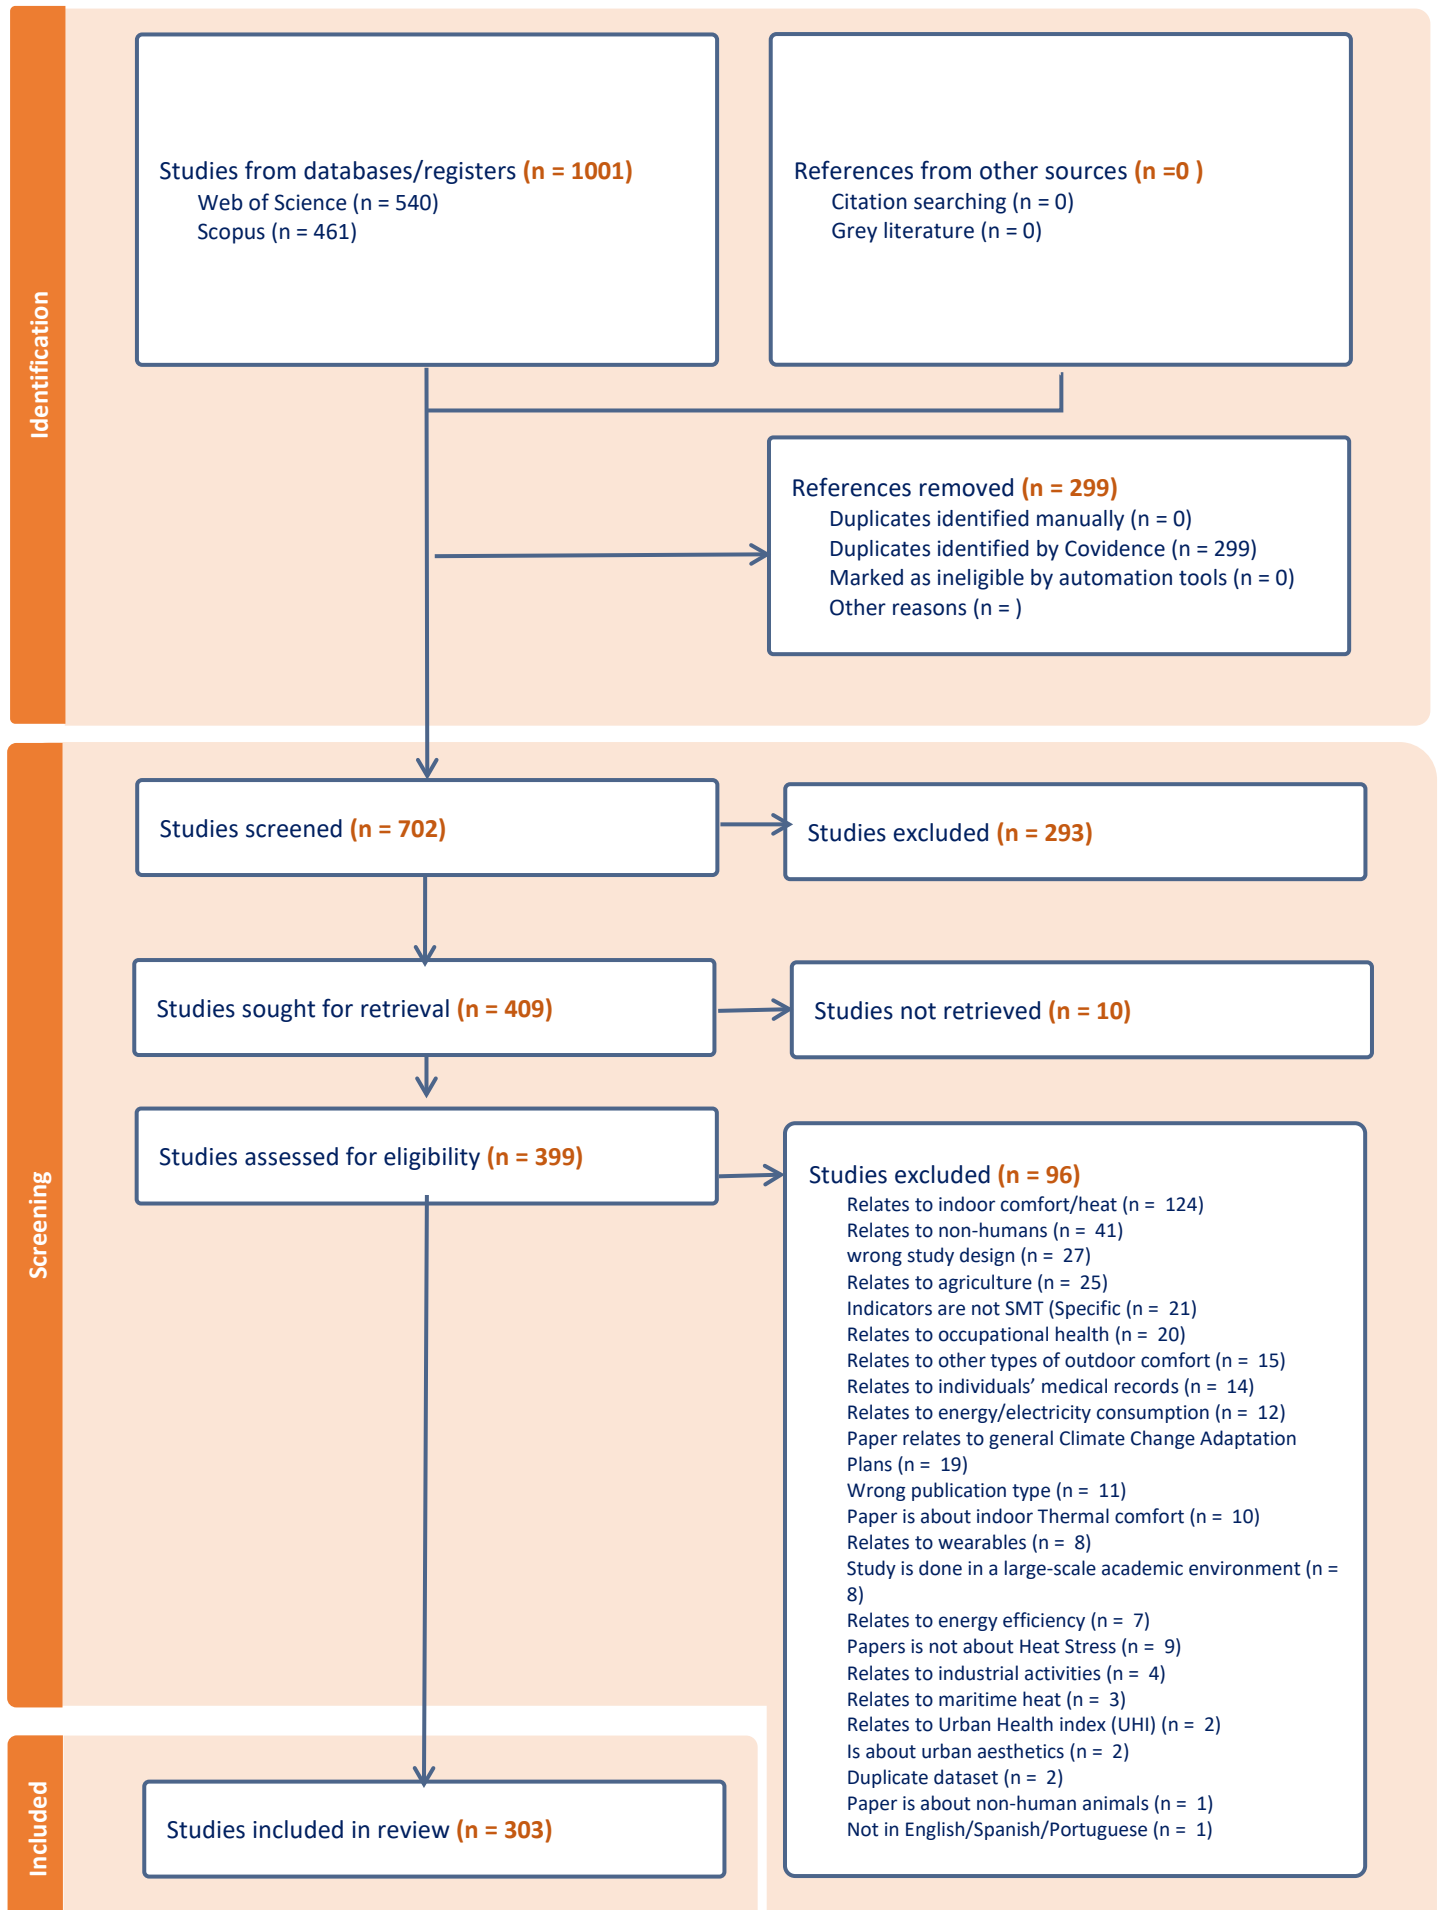 Identification
Studies from databases/registers (n = 1001)
Web of Science (n = 540)
Scopus (n = 461)
References from other sources (n =0 )
Citation searching (n = 0)
Grey literature (n = 0)
References removed (n = 299)
Duplicates identified manually (n = 0)
Duplicates identified by Covidence (n = 299)
Marked as ineligible by automation tools (n = 0)
Other reasons (n = )
Screening
Studies screened (n = 702)
Studies excluded (n = 293)
Studies sought for retrieval (n = 409)
Studies not retrieved (n = 10)
Studies assessed for eligibility (n = 399)
Studies excluded (n = 96)
Relates to indoor comfort/heat (n = 124)
Relates to non-humans (n = 41)
wrong study design (n = 27)
Relates to agriculture (n = 25)
Indicators are not SMT (Specific (n = 21)
Relates to occupational health (n = 20)
Relates to other types of outdoor comfort (n = 15)
Relates to individuals’ medical records (n = 14)
Relates to energy/electricity consumption (n = 12)
Paper relates to general Climate Change Adaptation
Plans (n = 19)
Wrong publication type (n = 11)
Paper is about indoor Thermal comfort (n = 10)
Relates to wearables (n = 8)
Study is done in a large-scale academic environment (n =
8)
Relates to energy efficiency (n = 7)
Papers is not about Heat Stress (n = 9)
Relates to industrial activities (n = 4)
Relates to maritime heat (n = 3)
Relates to Urban Health index (UHI) (n = 2)
Is about urban aesthetics (n = 2)
Duplicate dataset (n = 2)
Paper is about non-human animals (n = 1)
Not in English/Spanish/Portuguese (n = 1)
Included
Studies included in review (n = 303)